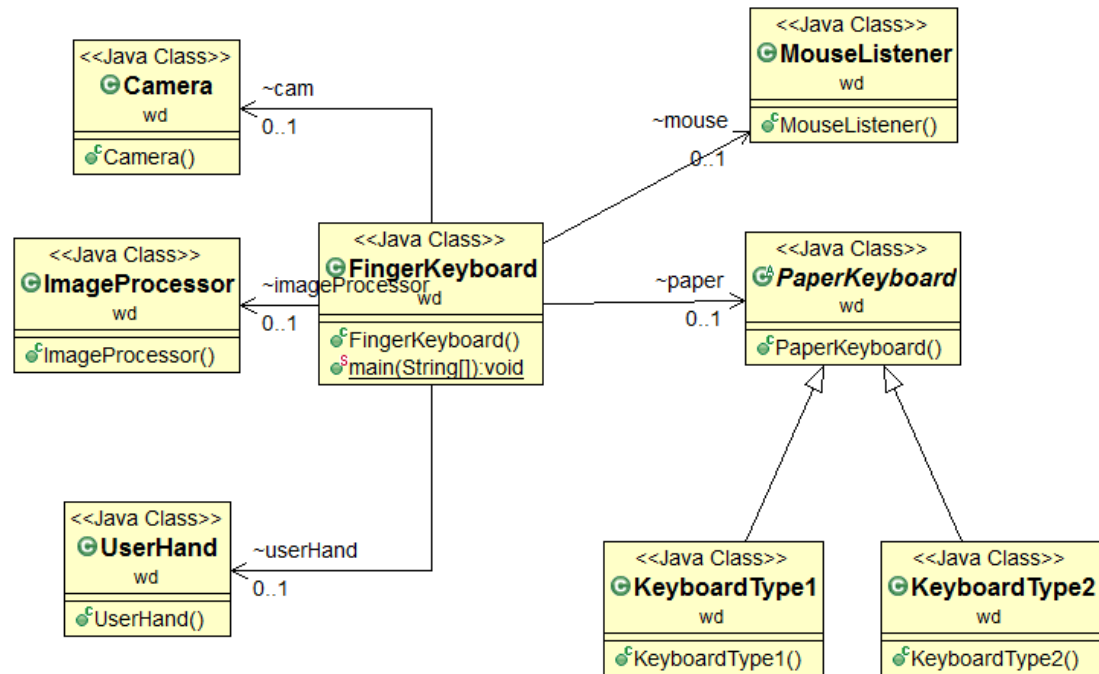 <<Java Class>>
Camera
wd
Camera()
~cam
0..1
<<Java Class>>
MouseListener
wd
MouseListener()
~mouse
0..1
<<Java Class>>
ImageProcessor
wd
ImageProcessor()
~imageProcessor
0..1
<<Java Class>>
FingerKeyboard
wd
FingerKeyboard()
main(String[]):void
~paper
0..1
<<Java Class>>
PaperKeyboard
wd
PaperKeyboard()
<<Java Class>>
UserHand
wd
UserHand()
~userHand
0..1
<<Java Class>>
KeyboardType1
wd
KeyboardType1()
<<Java Class>>
KeyboardType2
wd
KeyboardType2()